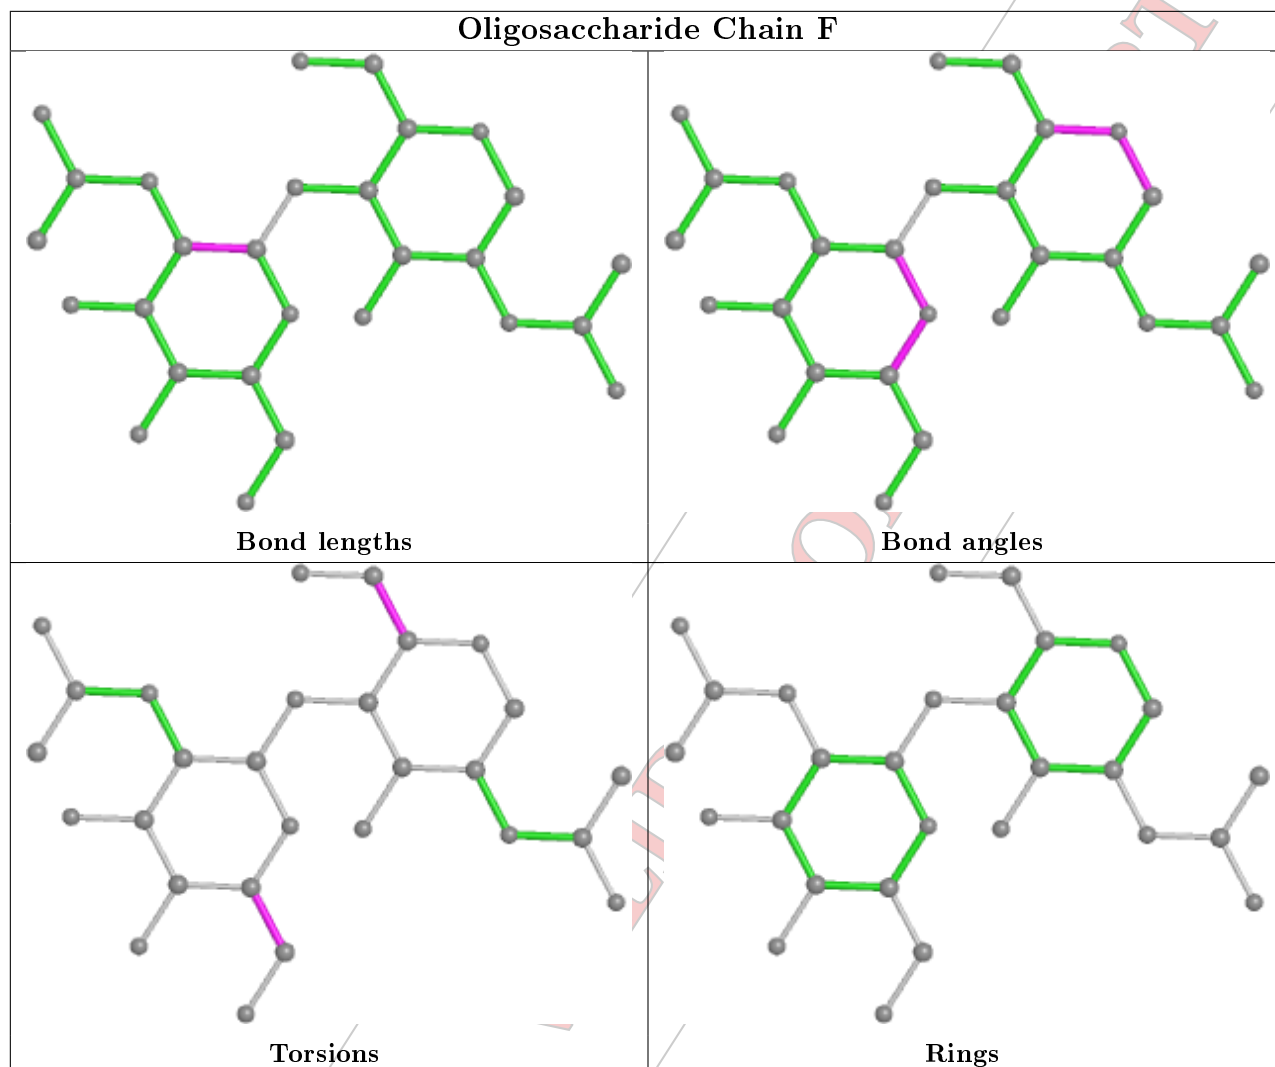 Oligosaccharide Chain F
Bond lengths
Bond angles
Torsions
Rings